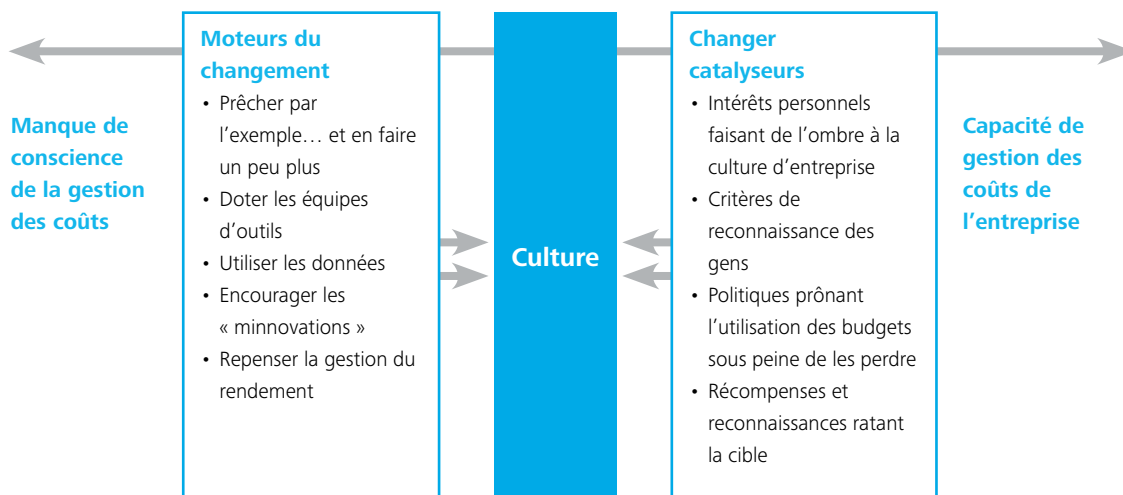 Manque de
conscience
de la gestion
des coûts
Moteurs du
changement
• Prêcher par
l’exemple… et en faire
un peu plus
• Doter les équipes
d’outils
• Utiliser les données
• Encourager les
« minnovations »
• Repenser la gestion du
rendement
Culture
Changer
catalyseurs
• Intérêts personnels
faisant de l’ombre à la
culture d’entreprise
• Critères de
reconnaissance des
gens
• Politiques prônant
l’utilisation des budgets
sous peine de les perdre
• Récompenses et
reconnaissances ratant
la cible
Capacité de
gestion des
coûts de
l’entreprise